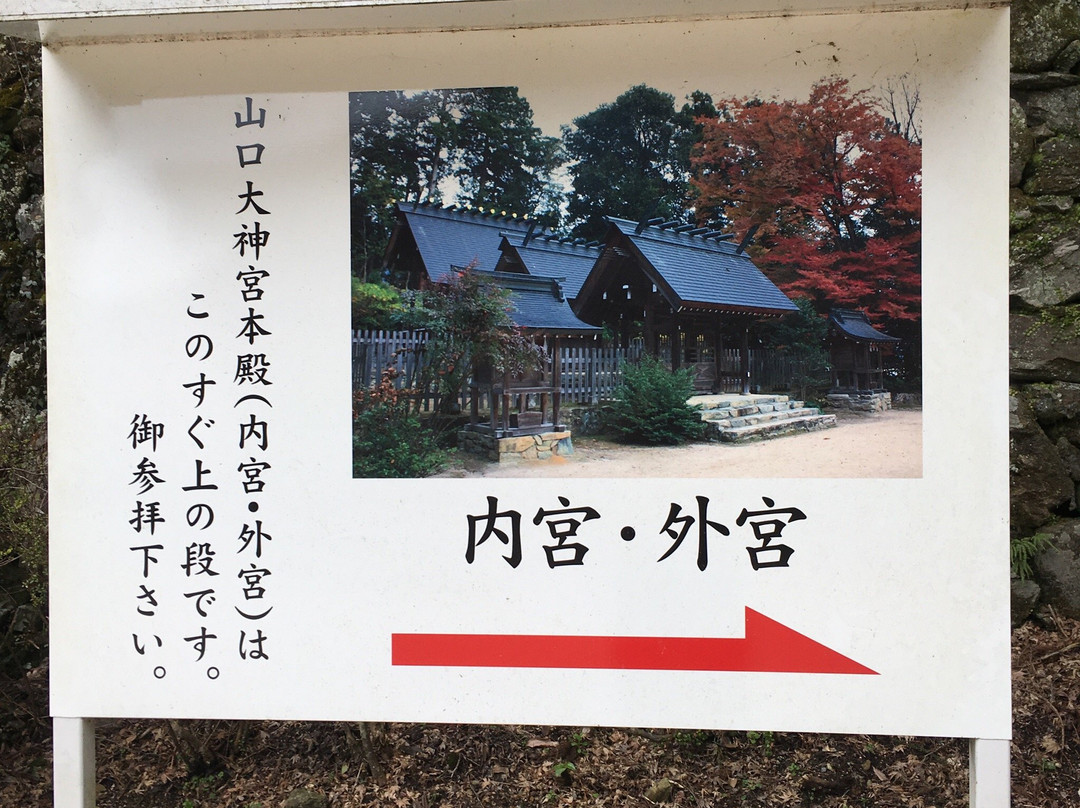 山口大神宮本殿(内宮・外宮)は
このすぐ上の段です。
御参拝下さい。
内宮・外宮